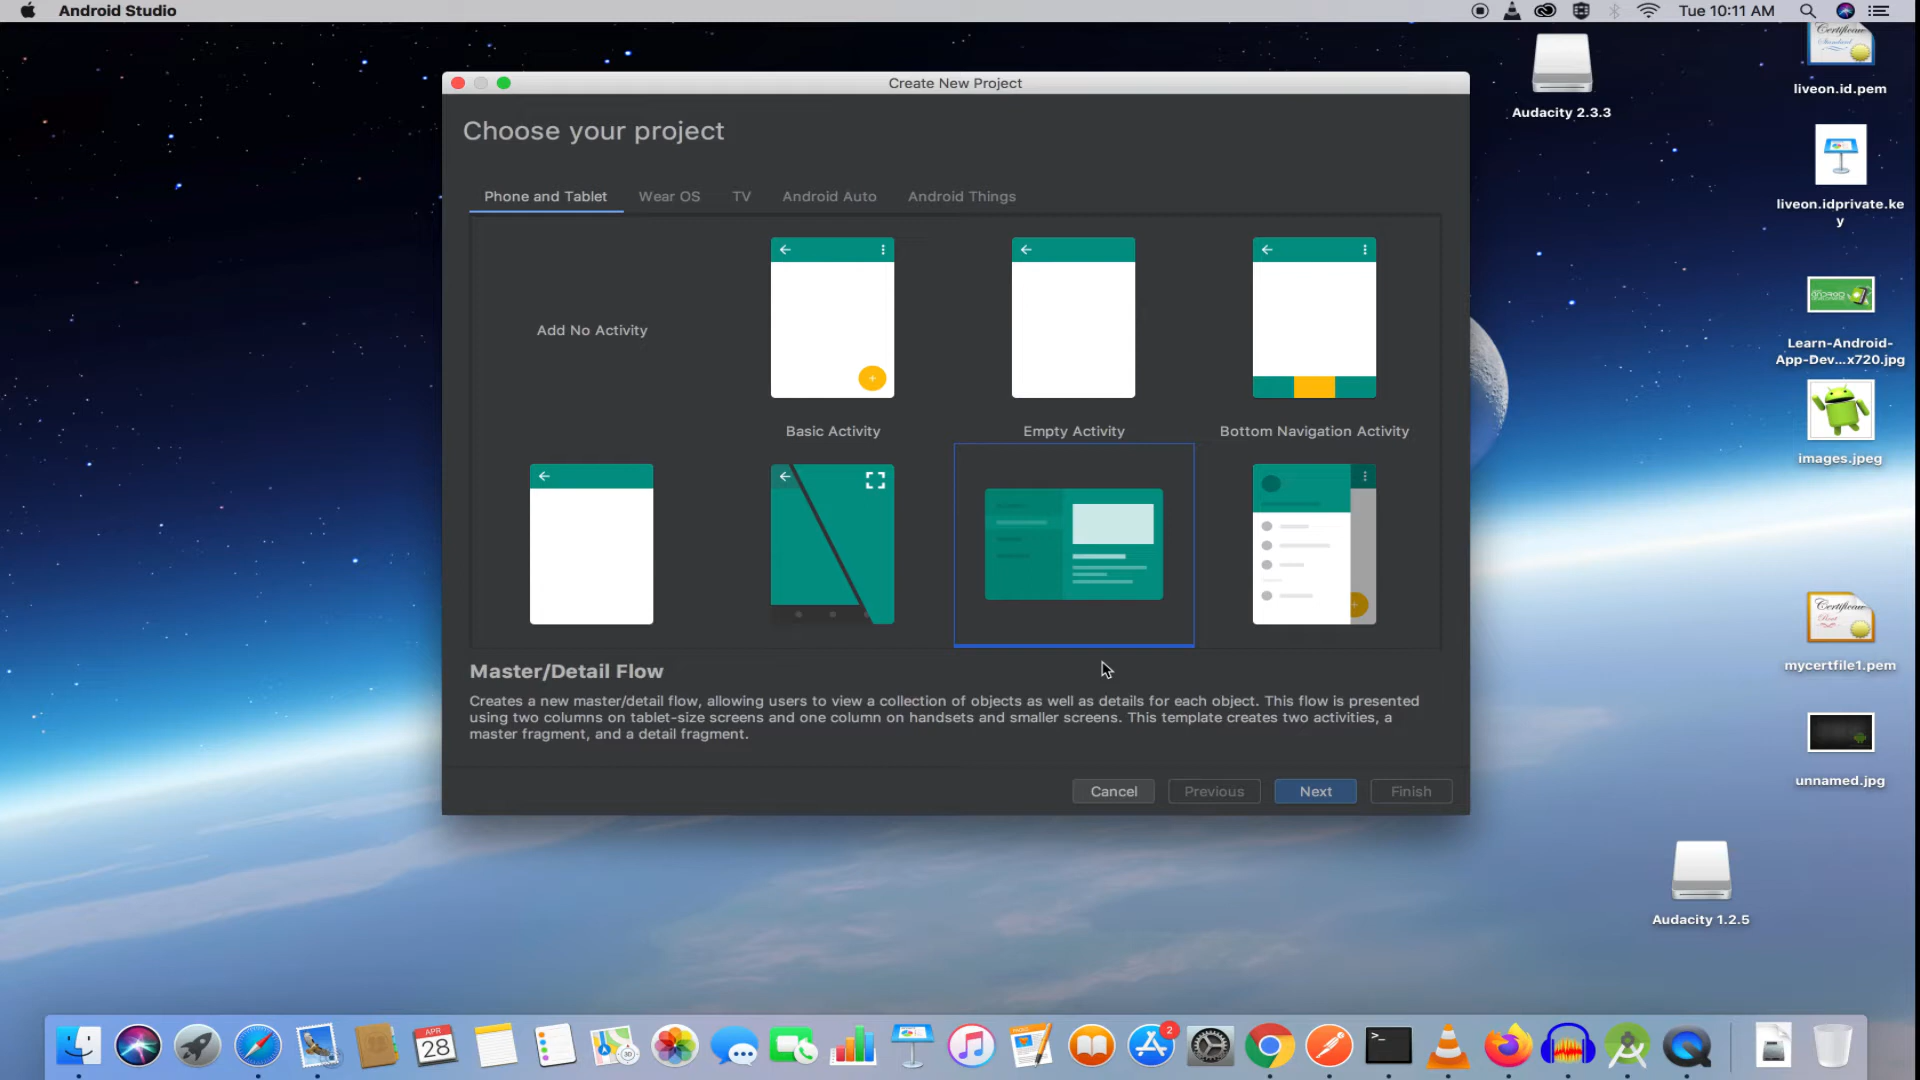 Android Studio
Tue 10:11 AM
Create New Project
Choose your project
Phone and Tablet
Wear OS
TV
Android Auto
Android Things
Add No Activity
Basic Activity
Empty Activity
Bottom Navigation Activity
Master/Detail Flow
Creates a new master/detail flow, allowing users to view a collection of objects as well as details for each object. This flow is presented
using two columns on tablet-size screens and one column on handsets and smaller screens. This template creates two activities, a
master fragment, and a detail fragment.
Cancel
Previous
Next
Finish
Audacity 2.3.3
Certificate
Standard
liveon.id.pem
liveon.idprivate.ke
y
Learn-Android-
App-Dev...x720.jpg
images.jpeg
Certificate
Root
mycertfile1.pem
unnamed.jpg
Audacity 1.2.5
APR
28
2